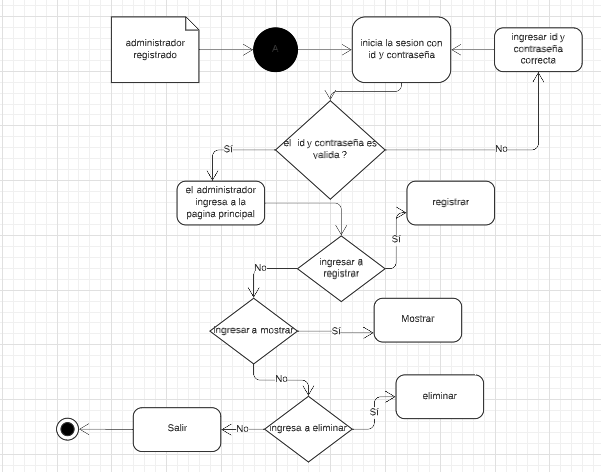 administrador
registrado
A
inicia la sesion con
id y contraseña
ingresar id y
contraseña
correcta
el id y contraseña es
valida ?
Sí
No
el administrador
ingresa a la
pagina principal
registrar
Sí
ingresar a
registrar
No
ingresar a mostrar
Sí
Mostrar
No
eliminar
Sí
ingresa a eliminar
No
Salir